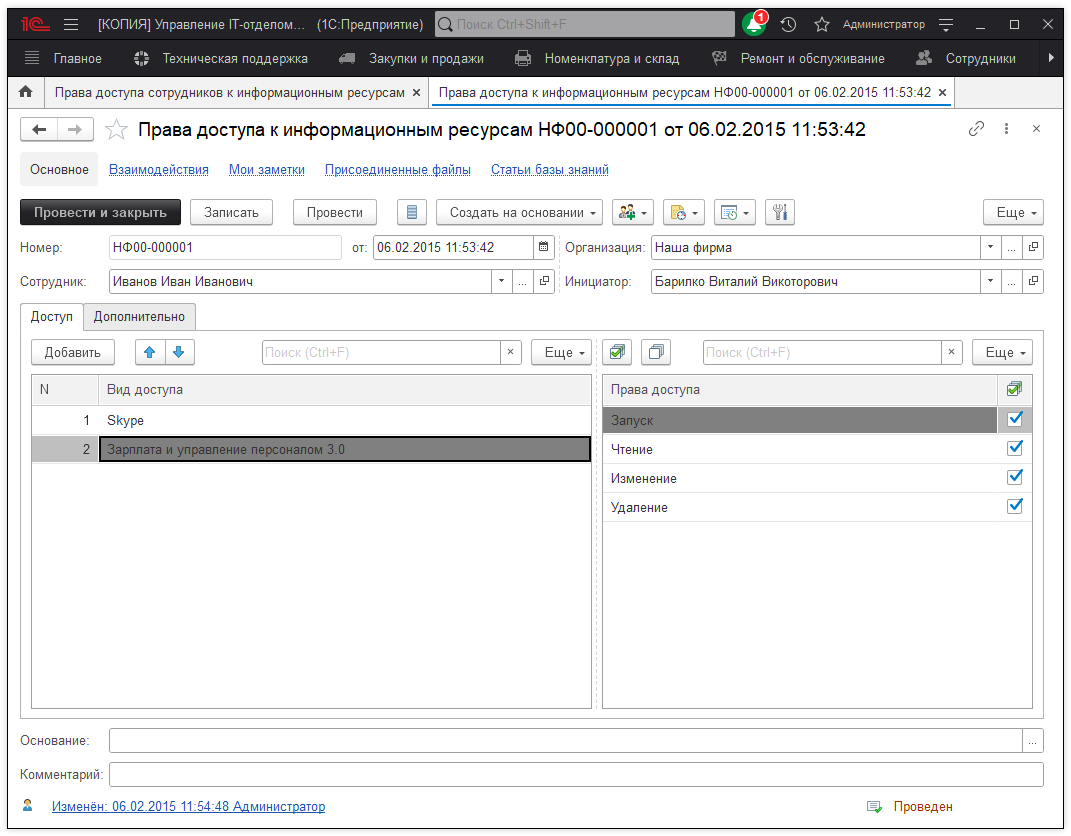 1С [КОПИЯ] Управление IT-отделом... (1С:Предприятие) Поиск Ctrl+Shift+F 1 Администратор
Главное Техническая поддержка Закупки и продажи Номенклатура и склад Ремонт и обслуживание Сотрудники
Права доступа сотрудников к информационным ресурсам × Права доступа к информационным ресурсам НФ00-000001 от 06.02.2015 11:53:42 ×
Права доступа к информационным ресурсам НФ00-000001 от 06.02.2015 11:53:42
Основное Взаимодействия Мои заметки Присоединенные файлы Статьи базы знаний
Провести и закрыть Записать Провести Создать на основании Еще
Номер: НФ00-000001 от: 06.02.2015 11:53:42 Организация: Наша фирма ...
Сотрудник: Иванов Иван Иванович ... Инициатор: Барилко Виталий Викоторович ...
Доступ Дополнительно
Добавить Поиск (Ctrl+F) × Еще Поиск (Ctrl+F) × Еще
N Вид доступа Права доступа
1 Skype Запуск
2 Зарплата и управление персоналом 3.0 Чтение
Изменение
Удаление
Основание: ...
Комментарий:
Изменён: 06.02.2015 11:54:48 Администратор Проведен